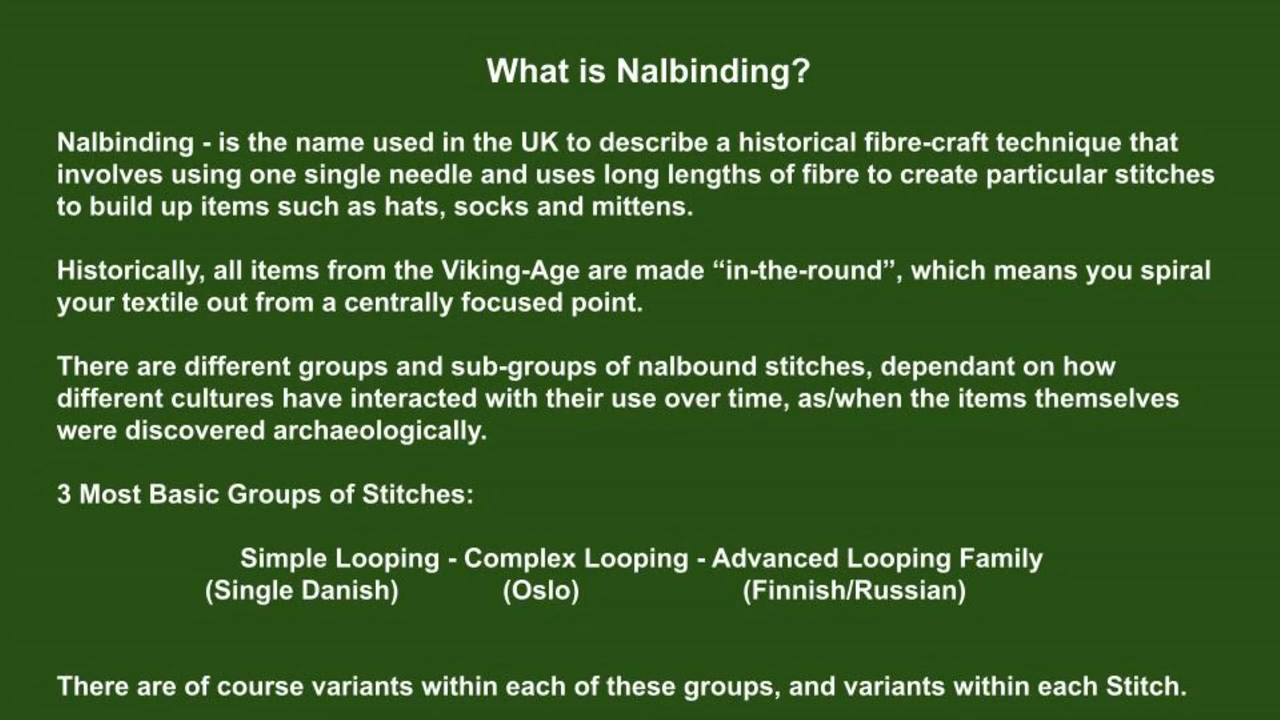 What is Nalbinding?
Nalbinding - is the name used in the UK to describe a historical fibre-craft technique that
involves using one single needle and uses long lengths of fibre to create particular stitches
to build up items such as hats, socks and mittens.
Historically, all items from the Viking-Age are made “in-the-round”, which means you spiral
your textile out from a centrally focused point.
There are different groups and sub-groups of nalbound stitches, dependant on how
different cultures have interacted with their use over time, as/when the items themselves
were discovered archaeologically.
3 Most Basic Groups of Stitches:
Simple Looping - Complex Looping - Advanced Looping Family
(Single Danish) (Oslo) (Finnish/Russian)
There are of course variants within each of these groups, and variants within each Stitch.